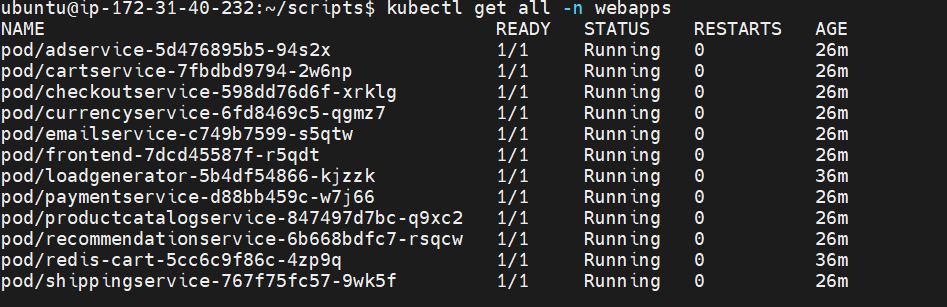 ubuntu@ip-172-31-40-232:~/scripts$ kubectl get all -n webapps
NAME READY STATUS RESTARTS AGE
pod/adservice-5d476895b5-94s2x 1/1 Running 0 26m
pod/cartservice-7fbdbd9794-2w6np 1/1 Running 0 26m
pod/checkoutservice-598dd76d6f-xrklg 1/1 Running 0 26m
pod/currencyservice-6fd8469c5-qgmz7 1/1 Running 0 26m
pod/emailservice-c749b7599-s5qtw 1/1 Running 0 26m
pod/frontend-7dcd45587f-r5qdt 1/1 Running 0 26m
pod/loadgenerator-5b4df54866-kjzzk 1/1 Running 0 36m
pod/paymentservice-d88bb459c-w7j66 1/1 Running 0 26m
pod/productcatalogservice-847497d7bc-q9xc2 1/1 Running 0 26m
pod/recommendationservice-6b668bdfc7-rsqcw 1/1 Running 0 26m
pod/redis-cart-5cc6c9f86c-4zp9q 1/1 Running 0 36m
pod/shippingservice-767f75fc57-9wk5f 1/1 Running 0 26m